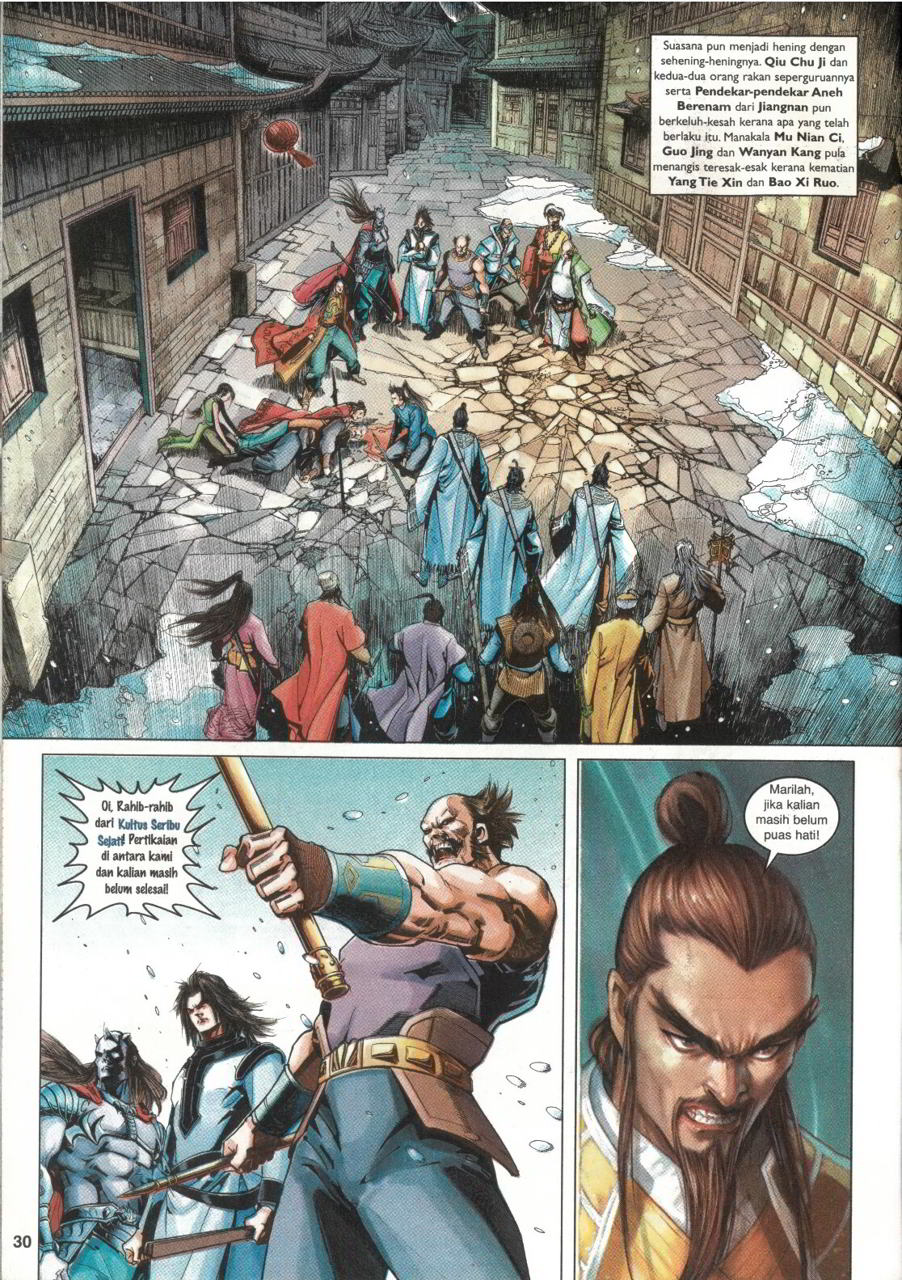 Suasana pun menjadi hening dengan
sehening-heningnya. Qiu Chu Ji dan
kedua-dua orang rakan seperguruannya
serta Pendekar-pendekar Aneh
Berenam dari Jiangnan pun
berkeluh-kesah kerana apa yang telah
berlaku itu. Manakala Mu Nian Ci,
Guo Jing dan Wanyan Kang pula
menangis teresak-esak kerana kematian
Yang Tie Xin dan Bao Xi Ruo.
Oi, Rahib-rahib
dari Kultus Seribu
Sejati! Pertikaian
di antara kami
dan kalian masih
belum selesai!
Marilah,
jika kalian
masih belum
puas hati!
30